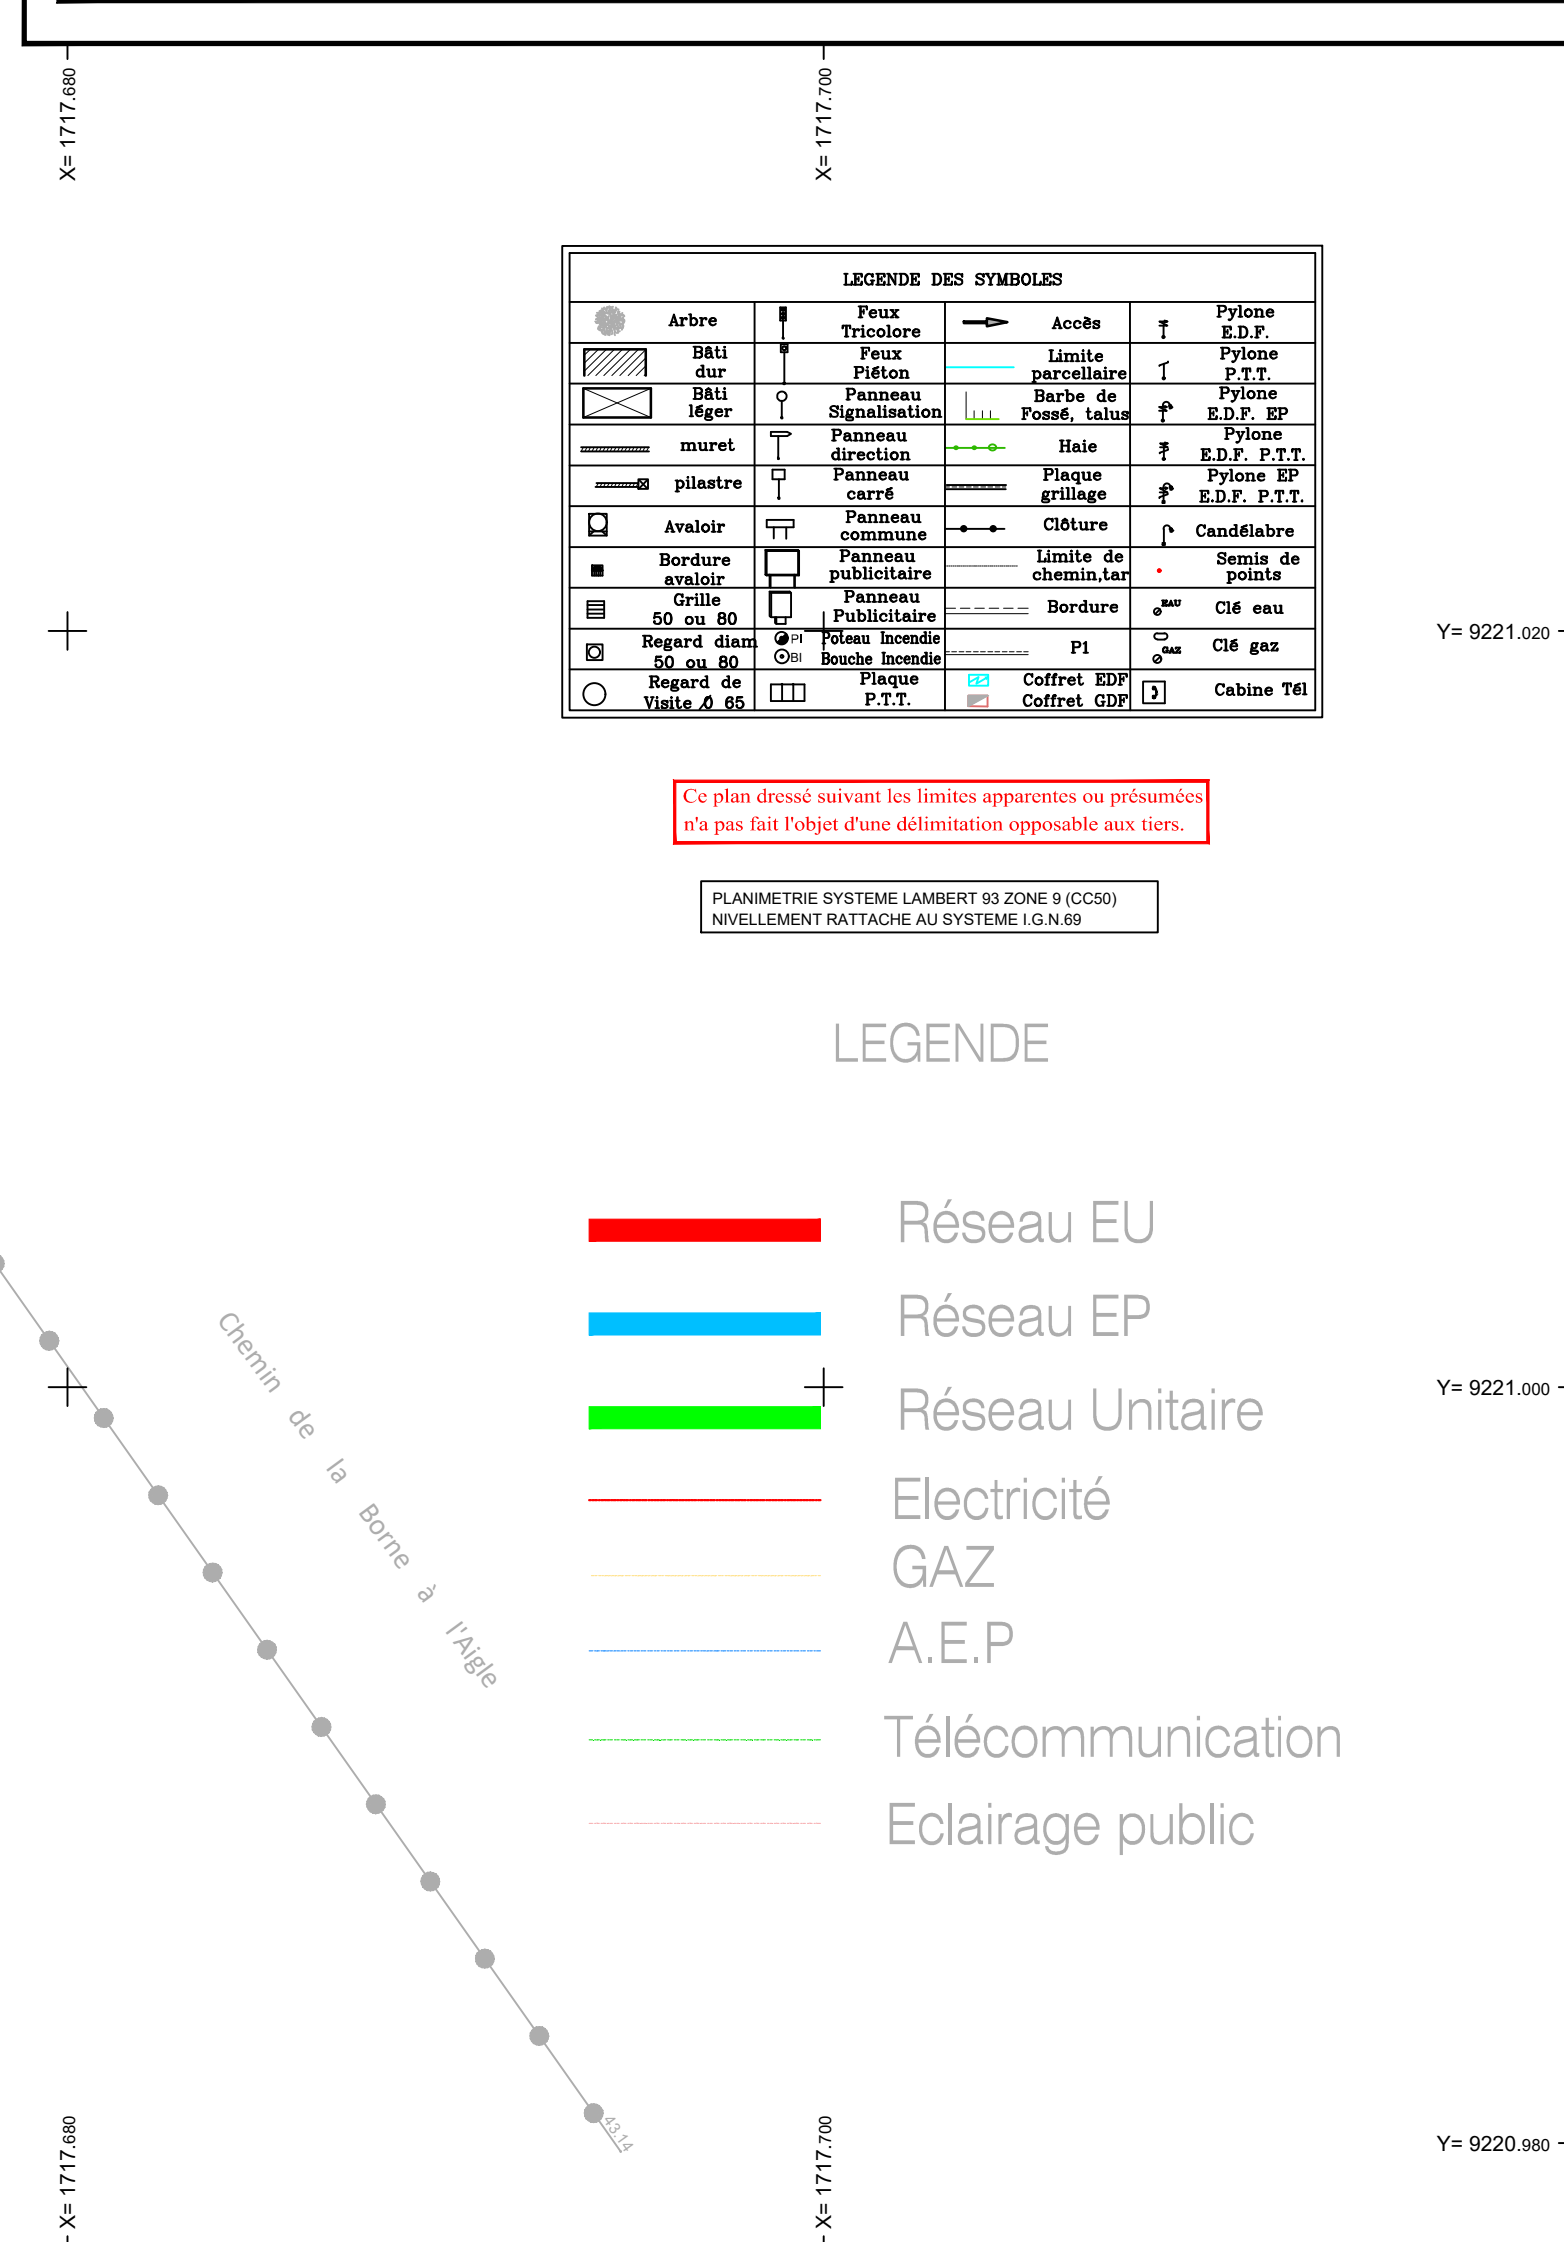 X= 1717.680
X= 1717.700
LEGENDE DES SYMBOLES
Arbre
Feux
Tricolore
Accès
Pylone
E.D.F.
Bâti
dur
Feux
Piéton
Limite
parcellaire
Pylone
P.T.T.
Bâti
léger
Panneau
Signalisation
Barbe de
Fossé, talus
Pylone
E.D.F. EP
muret
Panneau
direction
Haie
Pylone
E.D.F. P.T.T.
pilastre
Panneau
carré
Plaque
grillage
Pylone EP
E.D.F. P.T.T.
Avaloir
Panneau
commune
Clôture
Candélabre
Bordure
avaloir
Panneau
publicitaire
Limite de
chemin,tar
Semis de
points
Grille
50 ou 80
Panneau
Publicitaire
Bordure
EAU
Clé eau
Regard diam
50 ou 80
PI
Poteau Incendie
BI
Bouche Incendie
P1
GAZ
Clé gaz
Regard de
Visite Ø 65
Plaque
P.T.T.
Coffret EDF
Coffret GDF
Cabine Tél
Y= 9221.020
Ce plan dressé suivant les limites apparentes ou présumées
n'a pas fait l'objet d'une délimitation opposable aux tiers.
PLANIMETRIE SYSTEME LAMBERT 93 ZONE 9 (CC50)
NIVELLEMENT RATTACHE AU SYSTEME I.G.N.69
LEGENDE
Réseau EU
Réseau EP
Y= 9221.000
Réseau Unitaire
Electricité
GAZ
A.E.P
Télécommunication
Eclairage public
Chemin de la Borne à l'Aigle
43.14
Y= 9220.980
X= 1717.680
X= 1717.700